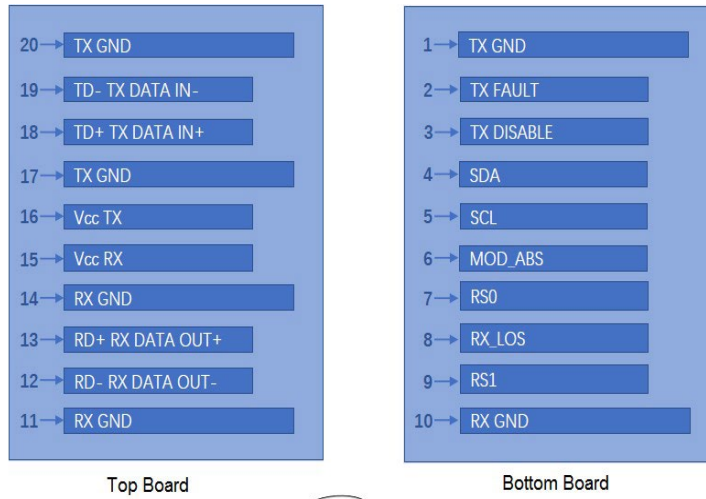 20 TX GND
19 TD- TX DATA IN-
18 TD+ TX DATA IN+
17 TX GND
16 Vcc TX
15 Vcc RX
14 RX GND
13 RD+ RX DATA OUT+
12 RD- RX DATA OUT-
11 RX GND
Top Board
1 TX GND
2 TX FAULT
3 TX DISABLE
4 SDA
5 SCL
6 MOD_ABS
7 RS0
8 RX_LOS
9 RS1
10 RX GND
Bottom Board